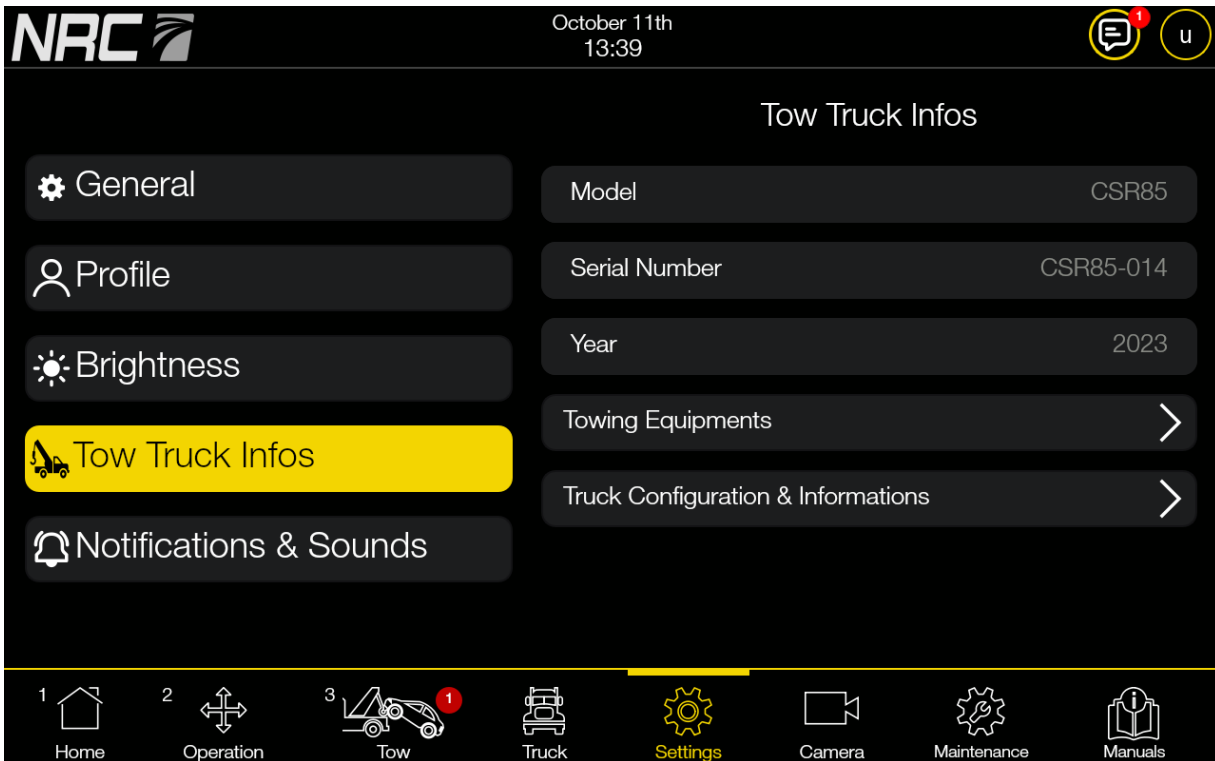 NRC
October 11th
13:39
1
u
Tow Truck Infos
General
Profile
Brightness
Tow Truck Infos
Notifications & Sounds
Model CSR85
Serial Number CSR85-014
Year 2023
Towing Equipments
Truck Configuration & Informations
1 Home
2 Operation
3 1 Tow
Truck
Settings
Camera
Maintenance
Manuals